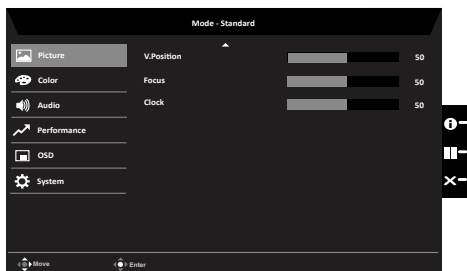 Mode - Standard
Picture
V.Position 50
Color
Focus 50
Audio
Clock 50
Performance
OSD
System
Move Enter